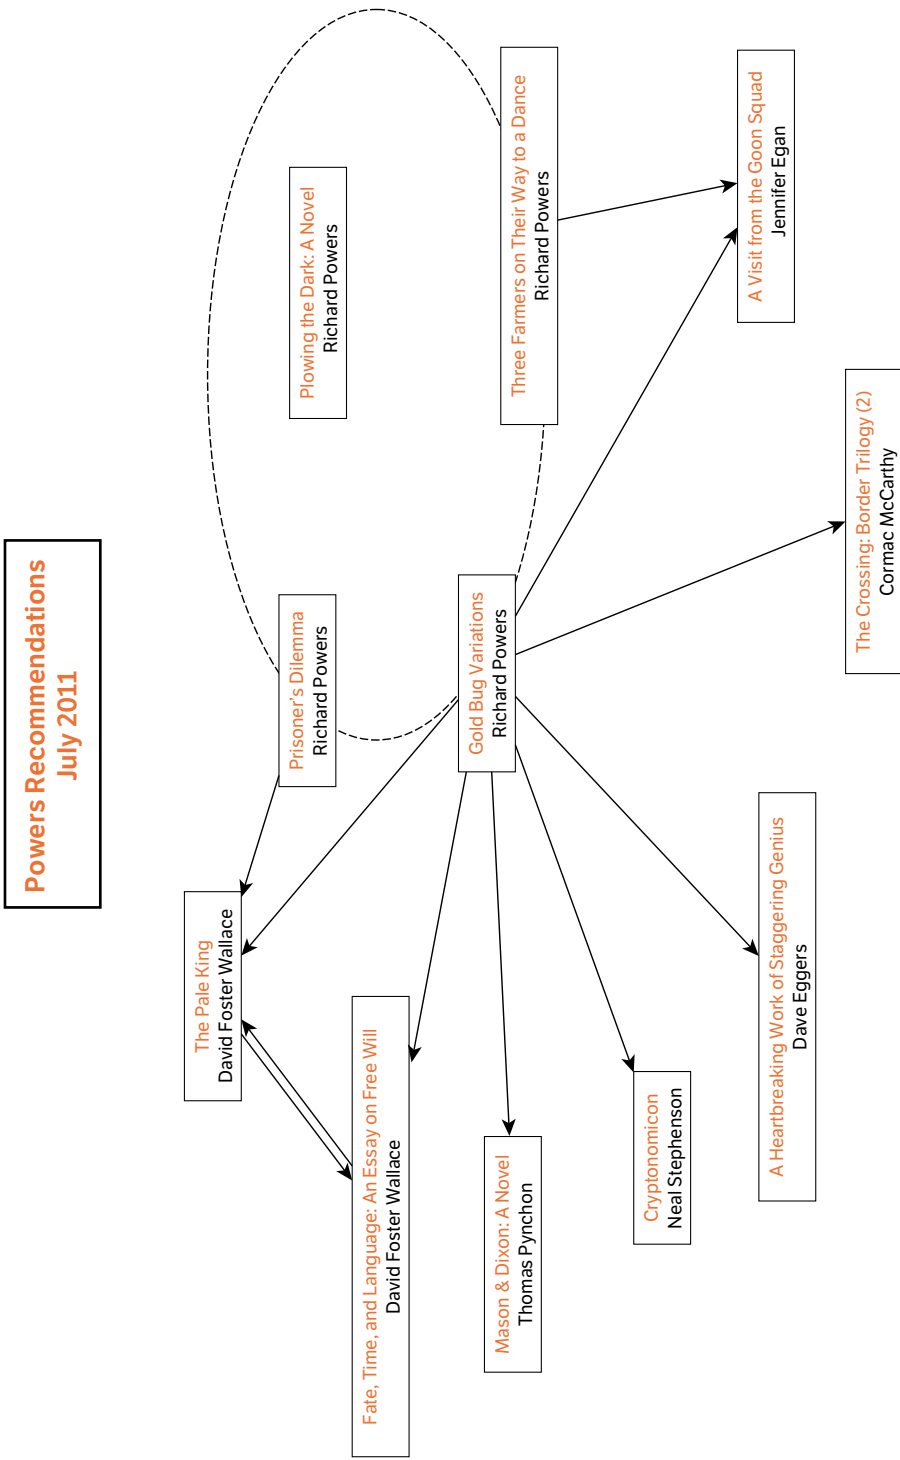 Powers Recommendations
July 2011
The Pale King
David Foster Wallace
Prisoner's Dilemma
Richard Powers
Plowing the Dark: A Novel
Richard Powers
Fate, Time, and Language: An Essay on Free Will
David Foster Wallace
Gold Bug Variations
Richard Powers
Three Farmers on Their Way to a Dance
Richard Powers
Mason & Dixon: A Novel
Thomas Pynchon
Cryptonomicon
Neal Stephenson
A Visit from the Goon Squad
Jennifer Egan
A Heartbreaking Work of Staggering Genius
Dave Eggers
The Crossing: Border Trilogy (2)
Cormac McCarthy